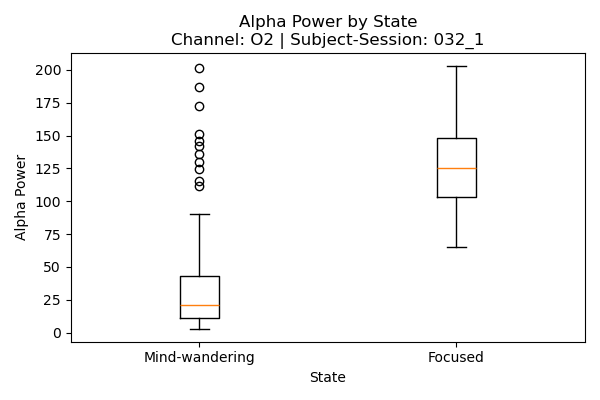 Alpha Power by State
Channel: O2 | Subject-Session: 032_1
200
175
150
125
100
75
50
25
0
Alpha Power
Mind-wandering
Focused
State